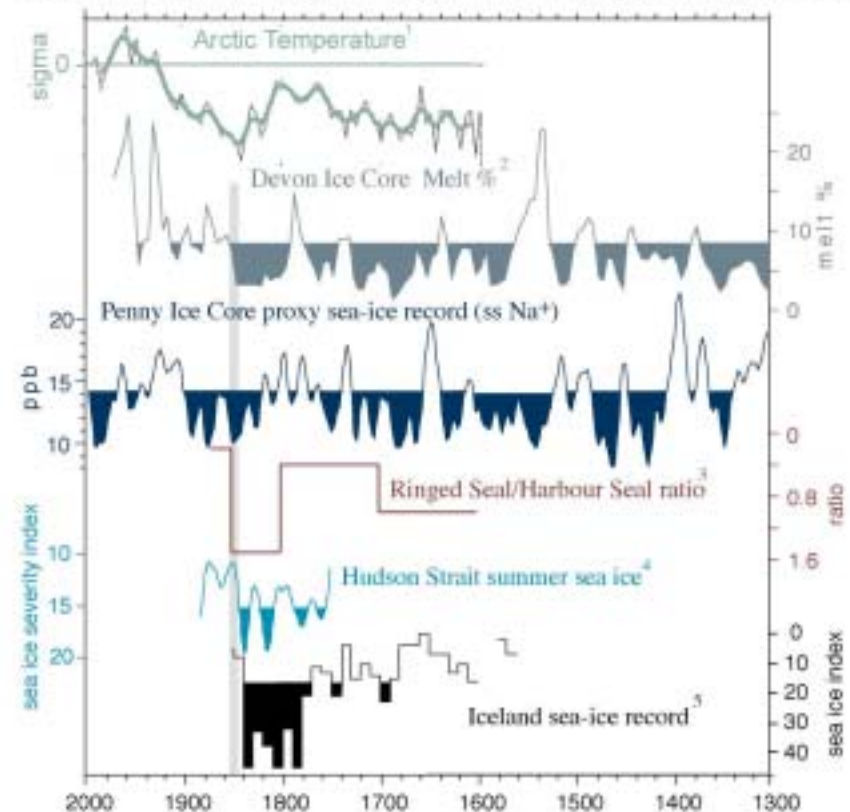 Arctic Temperature¹
sigma
0
Devon Ice Core Melt %²
20
10
0
melt %
Penny Ice Core proxy sea-ice record (ss Na+)
20
15
10
ppb
0
0.8
1.6
ratio
Ringed Seal/Harbour Seal ratio³
Hudson Strait summer sea ice⁴
10
15
20
sea ice severity index
0
10
20
30
40
sea ice index
Iceland sea-ice record⁵
2000 1900 1800 1700 1600 1500 1400 1300